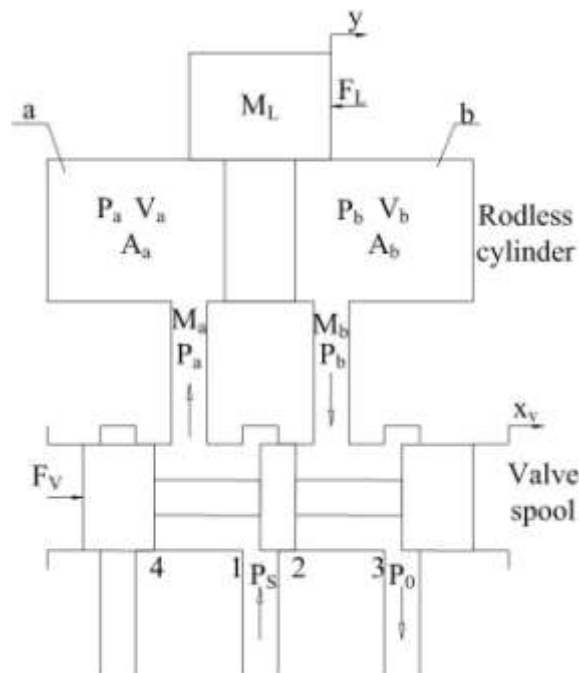 y
M_L F_L
a b
P_a V_a P_b V_b
A_a A_b
Rodless
cylinder
M_a M_b
P_a P_b
x_v
F_V
Valve
spool
4 1 P_S 2 3 P_0